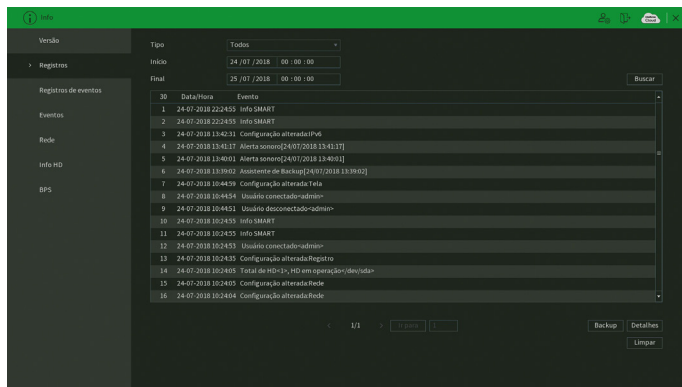 Info
Cloud
Versão
Registros
Registros de eventos
Eventos
Rede
Info HD
BPS
Tipo Todos
Início 24 /07 /2018 00 : 00 : 00
Final 25 /07 /2018 00 : 00 : 00
Buscar
30 Data/Hora Evento
1 24-07-2018 22:24:55 Info SMART
2 24-07-2018 22:24:55 Info SMART
3 24-07-2018 13:42:31 Configuração alterada:IPv6
4 24-07-2018 13:41:17 Alerta sonoro[24/07/2018 13:41:17]
5 24-07-2018 13:40:01 Alerta sonoro[24/07/2018 13:40:01]
6 24-07-2018 13:39:02 Assistente de Backup[24/07/2018 13:39:02]
7 24-07-2018 10:44:59 Configuração alterada:Tela
8 24-07-2018 10:44:54 Usuário conectado<admin>
9 24-07-2018 10:44:51 Usuário desconectado<admin>
10 24-07-2018 10:24:55 Info SMART
11 24-07-2018 10:24:55 Info SMART
12 24-07-2018 10:24:53 Usuário conectado<admin>
13 24-07-2018 10:24:35 Configuração alterada:Registro
14 24-07-2018 10:24:05 Total de HD<1>, HD em operação</dev/sda>
15 24-07-2018 10:24:05 Configuração alterada:Rede
16 24-07-2018 10:24:04 Configuração alterada:Rede
< 1/1 > 1
Backup Detalhes
Limpar